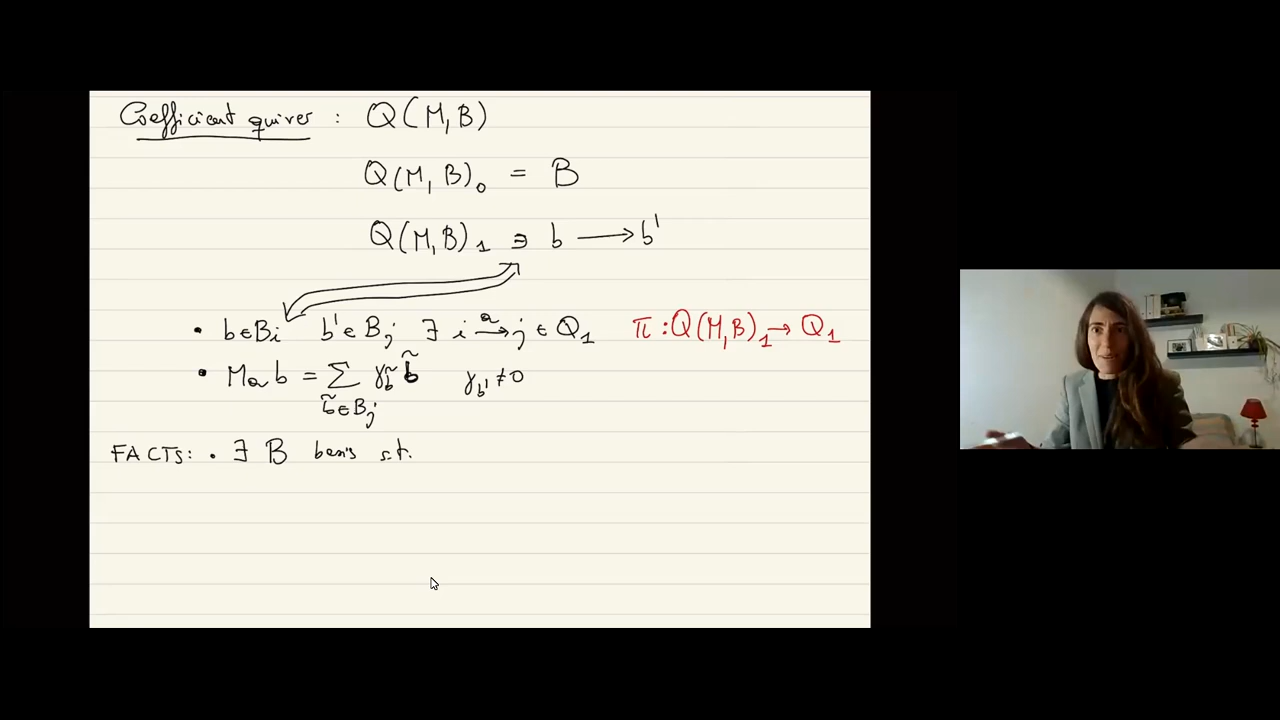 Coefficient quiver : Q(M,B)
Q(M,B)₀ = B
Q(M,B)₁ ∋ b ⟶ b'
• b∈Bᵢ b'∈Bⱼ ∃ i –a→ j ∈ Q₁ π : Q(M,B)₁ → Q₁
• Mₐ b = ∑_{b̃∈Bⱼ} γ_b̃ b̃ γ_b' ≠ 0
FACTS: • ∃ B basis s.t.